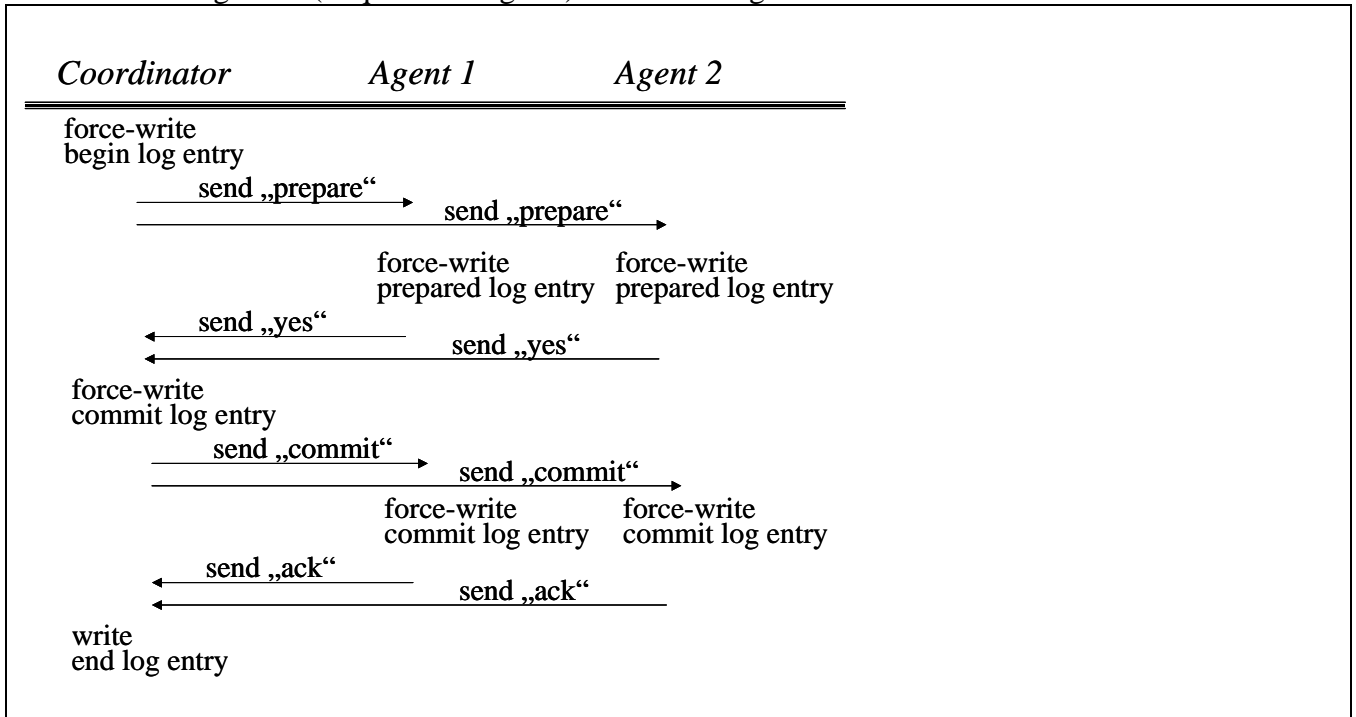 Coordinator Agent 1 Agent 2
force-write
begin log entry
send „prepare“
send „prepare“
force-write force-write
prepared log entry prepared log entry
send „yes“
send „yes“
force-write
commit log entry
send „commit“
send „commit“
force-write force-write
commit log entry commit log entry
send „ack“
send „ack“
write
end log entry